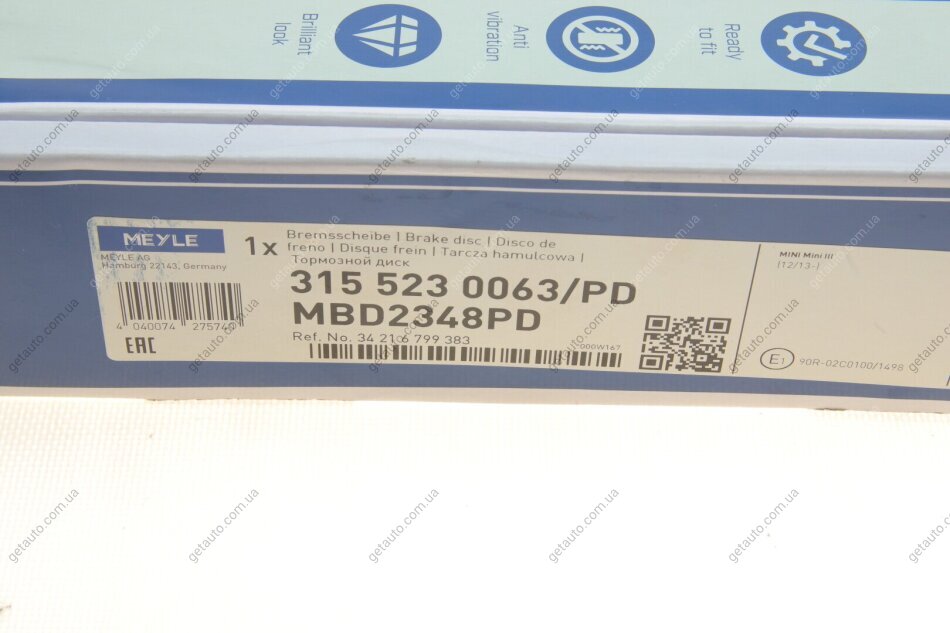 Brilliant
look
Anti
vibration
Ready
to fit
MEYLE
MEYLE AG
Hamburg 22143, Germany
1x
Bremsscheibe | Brake disc | Disco de
freno | Disque frein | Tarcza hamulcowa |
Тормозной диск
315 523 0063/PD
MBD2348PD
Ref. No. 34 21 6 799 383
4 040074 275740
EAC
-000W167
MINI Mini III
(12/13-)
E1
90R-02C0100/1498
getauto.com.ua